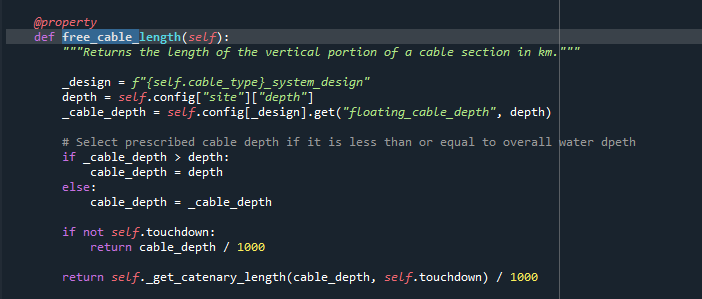 @property
def free_cable_length(self):
"""Returns the length of the vertical portion of a cable section in km."""
_design = f"{self.cable_type}_system_design"
depth = self.config["site"]["depth"]
_cable_depth = self.config[_design].get("floating_cable_depth", depth)
# Select prescribed cable depth if it is less than or equal to overall water dpeth
if _cable_depth > depth:
cable_depth = depth
else:
cable_depth = _cable_depth
if not self.touchdown:
return cable_depth / 1000
return self._get_catenary_length(cable_depth, self.touchdown) / 1000